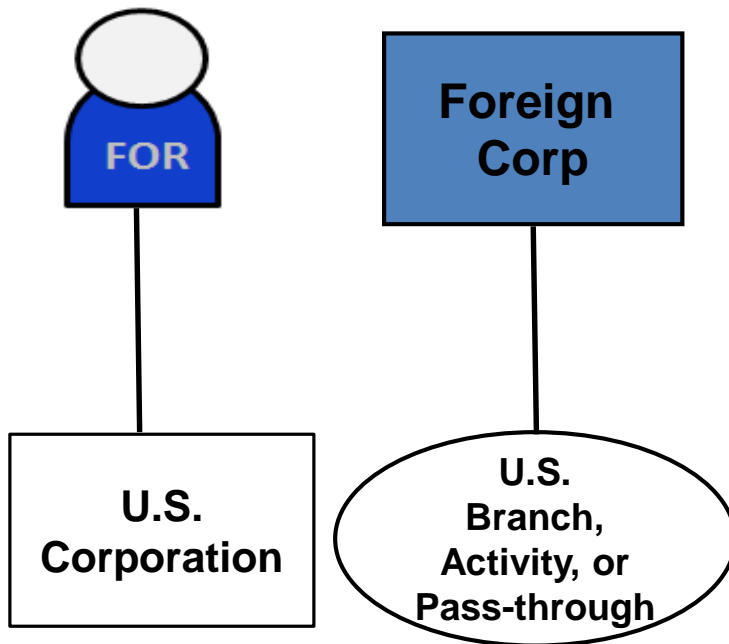 FOR
Foreign
Corp
U.S.
Corporation
U.S.
Branch,
Activity, or
Pass-through